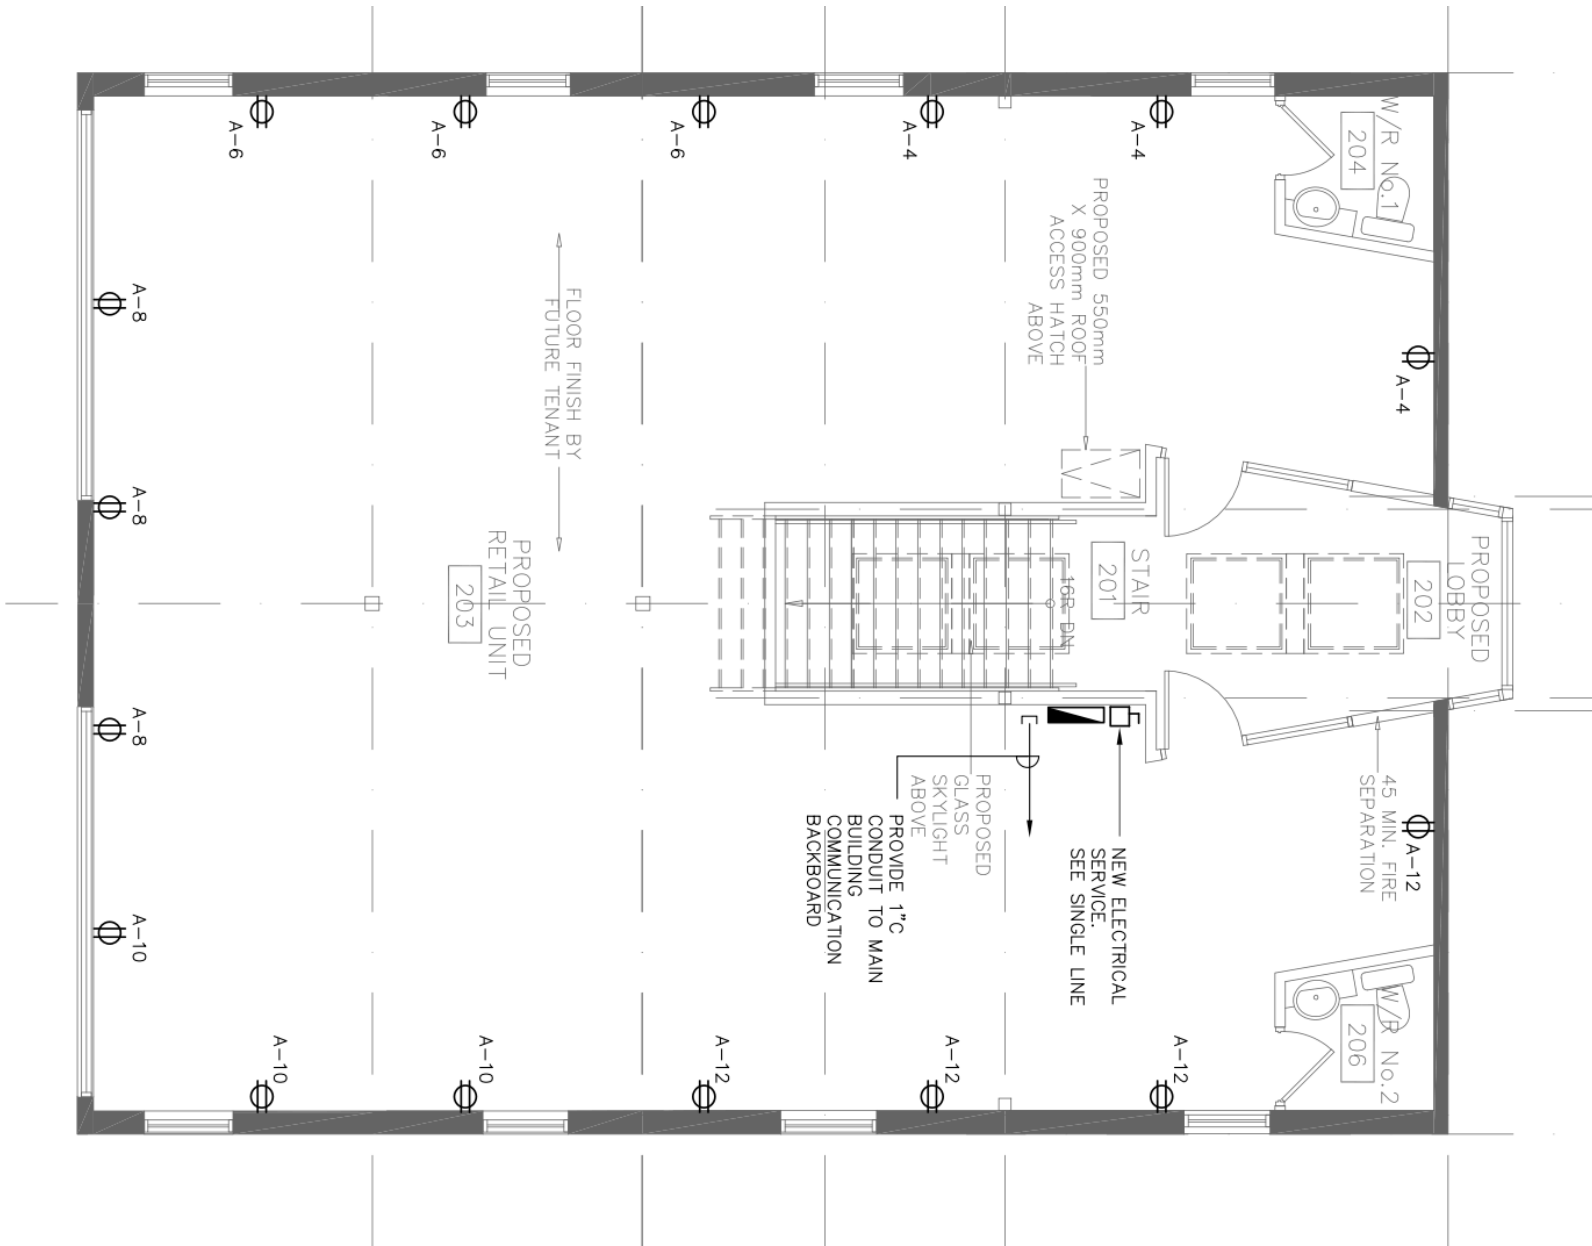 A-6
A-6
A-6
A-4
A-4
W/R No.1
204
PROPOSED 550mm
X 900mm ROOF
ACCESS HATCH
ABOVE
A-4
A-8
FLOOR FINISH BY
FUTURE TENANT
A-8
PROPOSED
RETAIL UNIT
203
STAIR
201
16R DN
PROPOSED
LOBBY
202
A-8
45 MIN. FIRE
SEPARATION
PROPOSED
GLASS
SKYLIGHT
ABOVE
PROVIDE 1"C
CONDUIT TO MAIN
BUILDING
COMMUNICATION
BACKBOARD
NEW ELECTRICAL
SERVICE.
SEE SINGLE LINE
A-12
A-10
W/R No.2
206
A-10
A-10
A-12
A-12
A-12